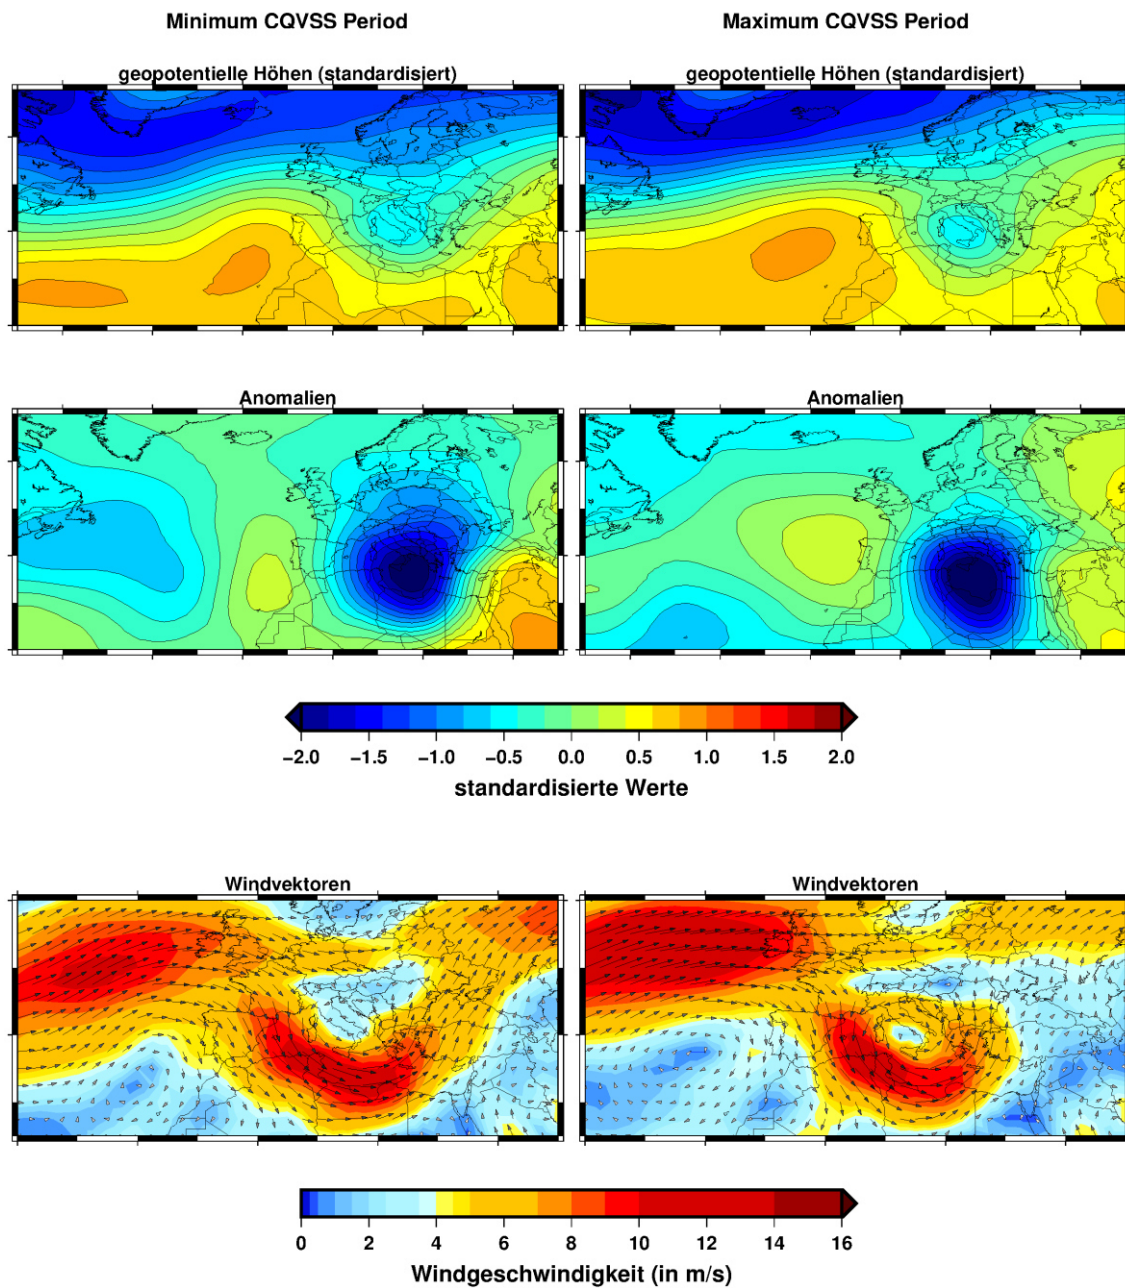 Minimum CQVSS Period
Maximum CQVSS Period
geopotentielle Höhen (standardisiert)
geopotentielle Höhen (standardisiert)
Anomalien
Anomalien
−2.0 −1.5 −1.0 −0.5 0.0 0.5 1.0 1.5 2.0
standardisierte Werte
Windvektoren
Windvektoren
0 2 4 6 8 10 14 16
Windgeschwindigkeit (in m/s)